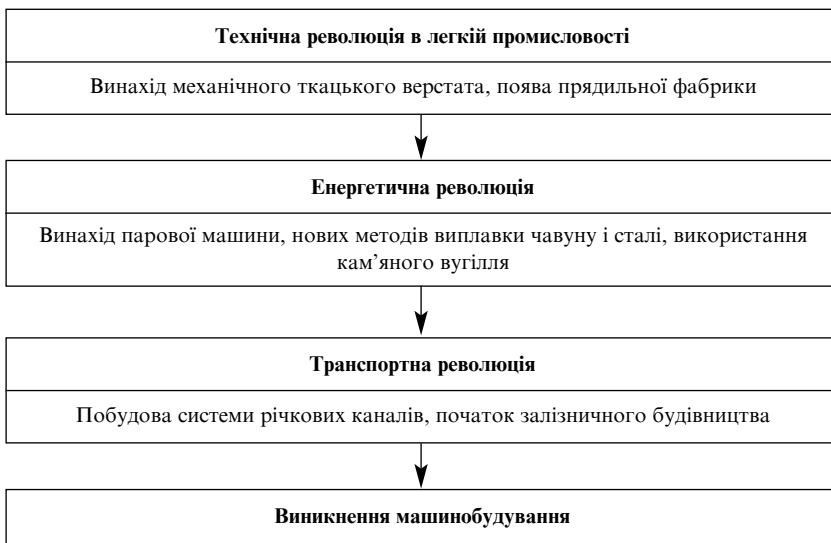 Технічна революція в легкій промисловості
Винахід механічного ткацького верстата, поява прядильної фабрики
Енергетична революція
Винахід парової машини, нових методів виплавки чавуну і сталі, використання
кам’яного вугілля
Транспортна революція
Побудова системи річкових каналів, початок залізничного будівництва
Виникнення машинобудування